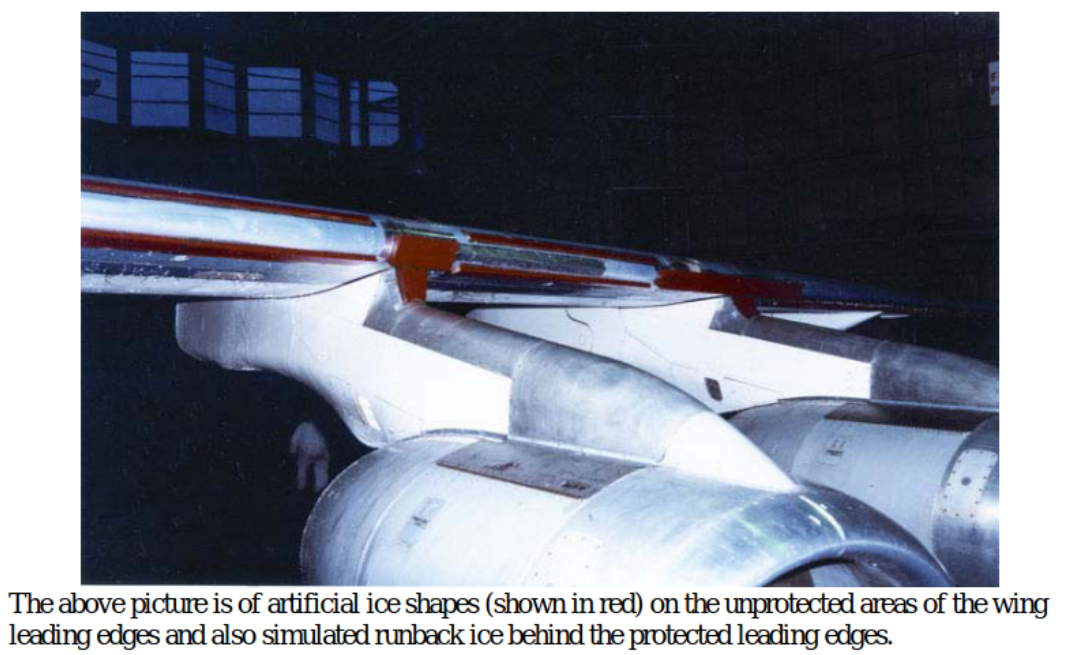 The above picture is of artificial ice shapes (shown in red) on the unprotected areas of the wing
leading edges and also simulated runback ice behind the protected leading edges.